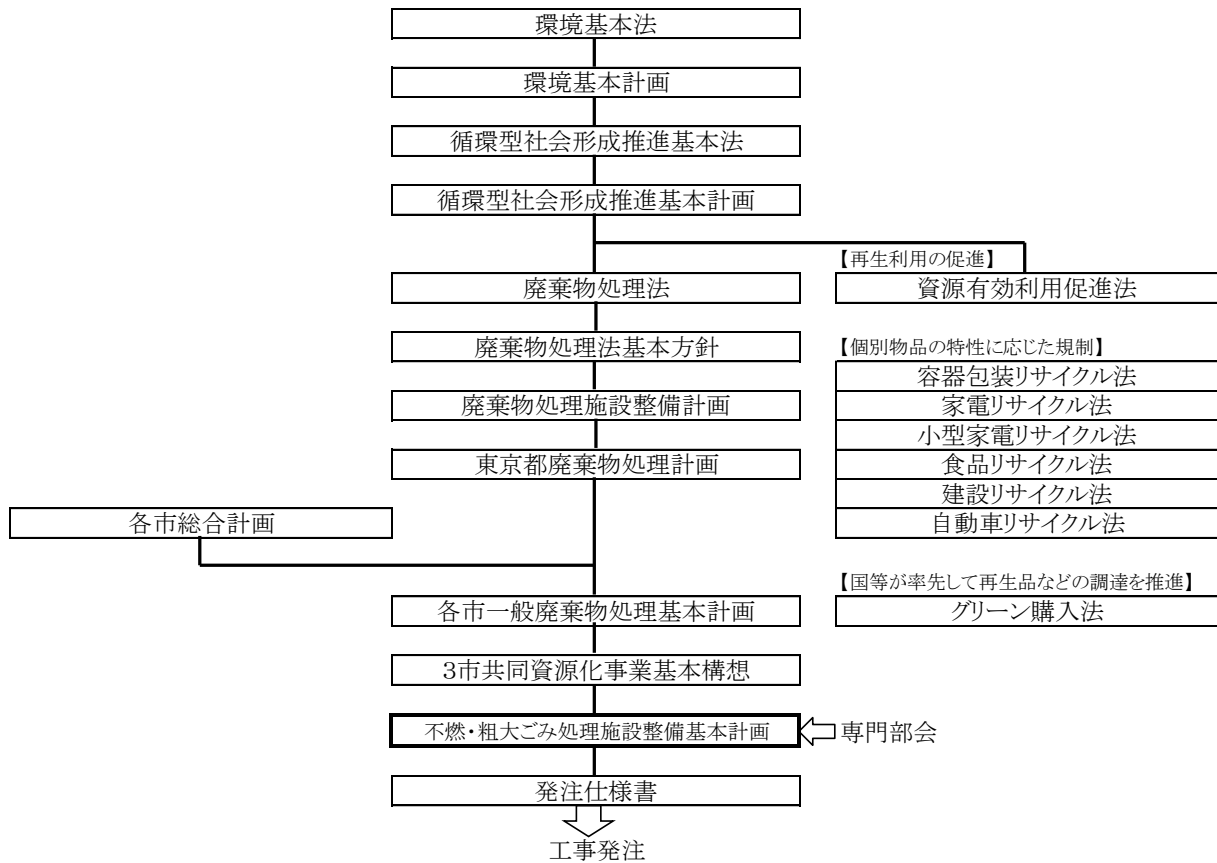 環境基本法
環境基本計画
循環型社会形成推進基本法
循環型社会形成推進基本計画
【再生利用の促進】
廃棄物処理法
資源有効利用促進法
廃棄物処理法基本方針
【個別物品の特性に応じた規制】
容器包装リサイクル法
廃棄物処理施設整備計画
家電リサイクル法
小型家電リサイクル法
東京都廃棄物処理計画
食品リサイクル法
建設リサイクル法
各市総合計画
自動車リサイクル法
【国等が率先して再生品などの調達を推進】
各市一般廃棄物処理基本計画
グリーン購入法
3市共同資源化事業基本構想
不燃・粗大ごみ処理施設整備基本計画
専門部会
発注仕様書
工事発注